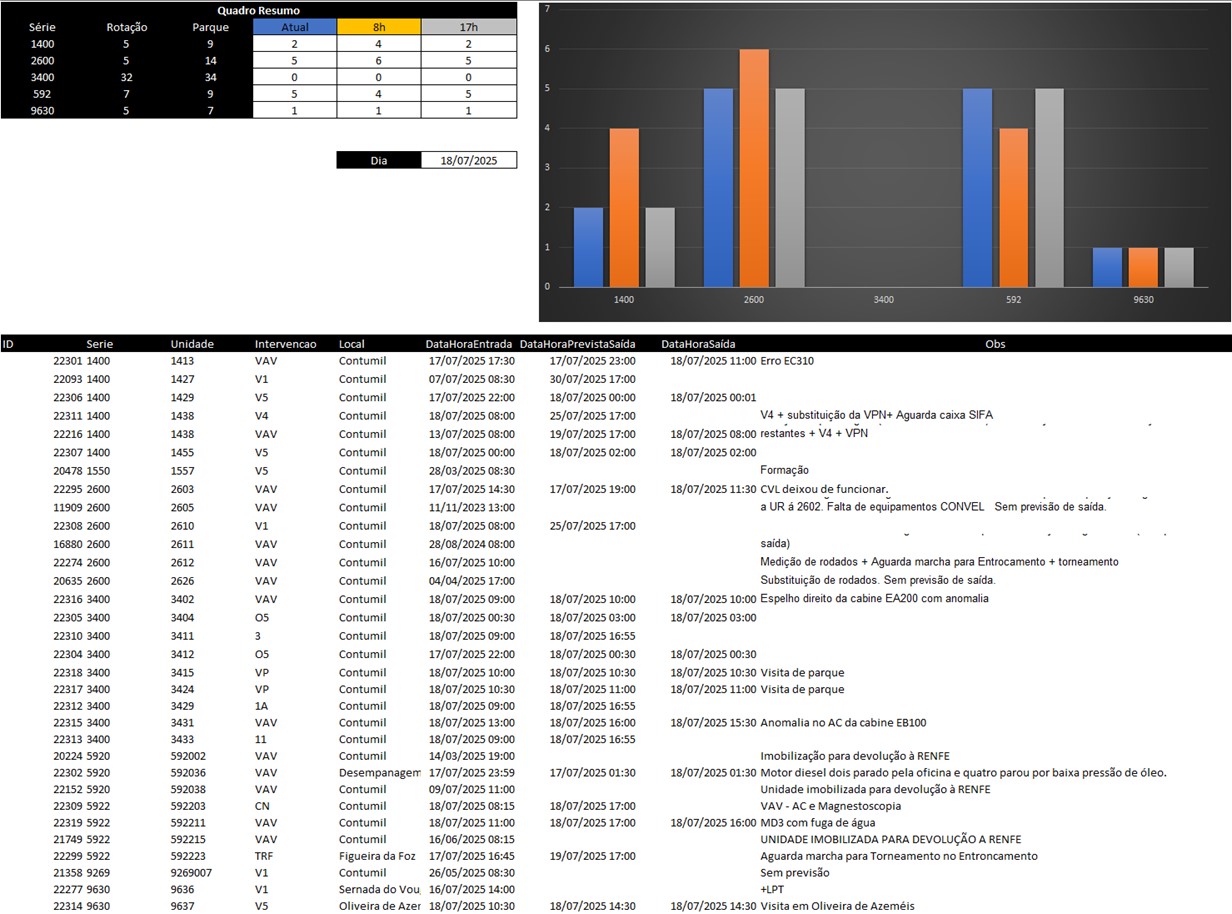 Quadro Resumo
Série Rotação Parque Atual 8h 17h
1400 5 9 2 4 2
2600 5 14 5 6 5
3400 32 34 0 0 0
592 7 9 5 4 5
9630 5 7 1 1 1
Dia 18/07/2025
7
6
5
4
3
2
1
0
1400 2600 3400 592 9630
ID Serie Unidade Intervencao Local DataHoraEntrada DataHoraPrevistaSaída DataHoraSaída Obs
22301 1400 1413 VAV Contumil 17/07/2025 17:30 17/07/2025 23:00 18/07/2025 11:00 Erro EC310
22093 1400 1427 V1 Contumil 07/07/2025 08:30 30/07/2025 17:00
22306 1400 1429 V5 Contumil 17/07/2025 22:00 18/07/2025 00:00 18/07/2025 00:01
22311 1400 1438 V4 Contumil 18/07/2025 08:00 25/07/2025 17:00 V4 + substituição da VPN+ Aguarda caixa SIFA
22216 1400 1438 VAV Contumil 13/07/2025 08:00 19/07/2025 17:00 18/07/2025 08:00 restantes + V4 + VPN
22307 1400 1455 V5 Contumil 18/07/2025 00:00 18/07/2025 02:00 18/07/2025 02:00
20478 1550 1557 V5 Contumil 28/03/2025 08:30 Formação
22295 2600 2603 VAV Contumil 17/07/2025 14:30 17/07/2025 19:00 18/07/2025 11:30 CVL deixou de funcionar.
11909 2600 2605 VAV Contumil 11/11/2023 13:00 a UR á 2602. Falta de equipamentos CONVEL Sem previsão de saída.
22308 2600 2610 V1 Contumil 18/07/2025 08:00 25/07/2025 17:00
16880 2600 2611 VAV Contumil 28/08/2024 08:00 saída)
22274 2600 2612 VAV Contumil 16/07/2025 10:00 Medição de rodados + Aguarda marcha para Entrocamento + torneamento
20635 2600 2626 VAV Contumil 04/04/2025 17:00 Substituição de rodados. Sem previsão de saída.
22316 3400 3402 VAV Contumil 18/07/2025 09:00 18/07/2025 10:00 18/07/2025 10:00 Espelho direito da cabine EA200 com anomalia
22305 3400 3404 O5 Contumil 18/07/2025 00:30 18/07/2025 03:00 18/07/2025 03:00
22310 3400 3411 3 Contumil 18/07/2025 09:00 18/07/2025 16:55
22304 3400 3412 O5 Contumil 17/07/2025 22:00 18/07/2025 00:30 18/07/2025 00:30
22318 3400 3415 VP Contumil 18/07/2025 10:00 18/07/2025 10:30 18/07/2025 10:30 Visita de parque
22317 3400 3424 VP Contumil 18/07/2025 10:30 18/07/2025 11:00 18/07/2025 11:00 Visita de parque
22312 3400 3429 1A Contumil 18/07/2025 09:00 18/07/2025 16:55
22315 3400 3431 VAV Contumil 18/07/2025 13:00 18/07/2025 16:00 18/07/2025 15:30 Anomalia no AC da cabine EB100
22313 3400 3433 11 Contumil 18/07/2025 09:00 18/07/2025 16:55
20224 5920 592002 VAV Contumil 14/03/2025 19:00 Imobilização para devolução à RENFE
22302 5920 592036 VAV Desempanagem 17/07/2025 23:59 17/07/2025 01:30 18/07/2025 01:30 Motor diesel dois parado pela oficina e quatro parou por baixa pressão de óleo.
22152 5920 592038 VAV Contumil 09/07/2025 11:00 Unidade imobilizada para devolução à RENFE
22309 5922 592203 CN Contumil 18/07/2025 08:15 18/07/2025 17:00 VAV - AC e Magnestoscopia
22319 5922 592211 VAV Contumil 18/07/2025 11:00 18/07/2025 17:00 18/07/2025 16:00 MD3 com fuga de água
21749 5922 592215 VAV Contumil 16/06/2025 08:15 UNIDADE IMOBILIZADA PARA DEVOLUÇÃO A RENFE
22299 5922 592223 TRF Figueira da Foz 17/07/2025 16:45 19/07/2025 17:00 Aguarda marcha para Torneamento no Entroncamento
21358 9269 9269007 V1 Contumil 26/05/2025 08:30 Sem previsão
22277 9630 9636 V1 Sernada do Vou 16/07/2025 14:00 +LPT
22314 9630 9637 V5 Oliveira de Azer 18/07/2025 10:30 18/07/2025 14:30 18/07/2025 14:30 Visita em Oliveira de Azeméis